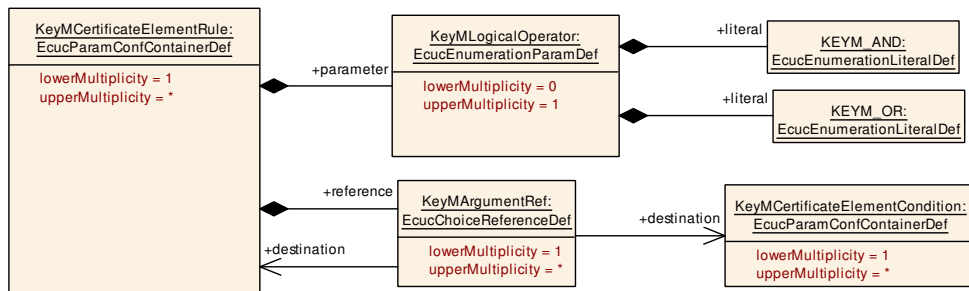 KeyMCertificateElementRule:
EcucParamConfContainerDef
lowerMultiplicity = 1
upperMultiplicity = *
+parameter
KeyMLogicalOperator:
EcucEnumerationParamDef
lowerMultiplicity = 0
upperMultiplicity = 1
+literal
KEYM_AND:
EcucEnumerationLiteralDef
+literal
KEYM_OR:
EcucEnumerationLiteralDef
+reference
+destination
KeyMArgumentRef:
EcucChoiceReferenceDef
lowerMultiplicity = 1
upperMultiplicity = *
+destination
KeyMCertificateElementCondition:
EcucParamConfContainerDef
lowerMultiplicity = 1
upperMultiplicity = *